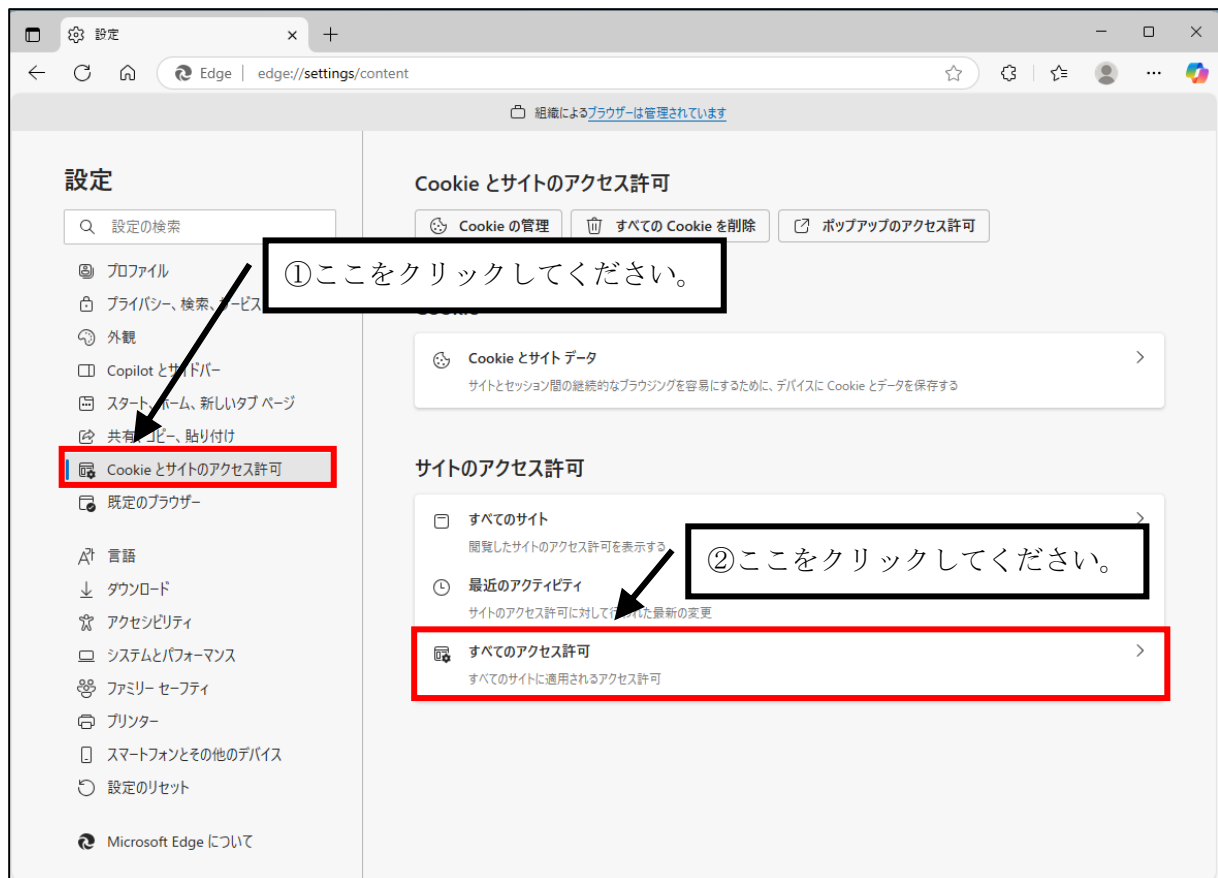 設定
Edge
edge://settings/content
組織によるブラウザーは管理されています
設定
設定の検索
プロファイル
プライバシー、検索、サービス
外観
Copilot とサイドバー
スタート、ホーム、新しいタブ ページ
共有、コピー、貼り付け
Cookie とサイトのアクセス許可
既定のブラウザー
言語
ダウンロード
アクセシビリティ
システムとパフォーマンス
ファミリー セーフティ
プリンター
スマートフォンとその他のデバイス
設定のリセット
Microsoft Edge について
Cookie とサイトのアクセス許可
Cookie の管理
すべての Cookie を削除
ポップアップのアクセス許可
①ここをクリックしてください。
Cookie とサイト データ
サイトとセッション間の継続的なブラウジングを容易にするために、デバイスに Cookie とデータを保存する
サイトのアクセス許可
すべてのサイト
閲覧したサイトのアクセス許可を表示する
②ここをクリックしてください。
最近のアクティビティ
サイトのアクセス許可に対して行われた最新の変更
すべてのアクセス許可
すべてのサイトに適用されるアクセス許可